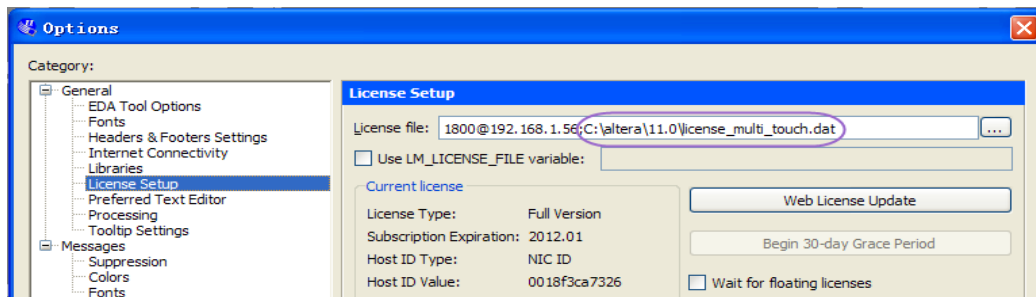 Options
Category:
General
EDA Tool Options
Fonts
Headers & Footers Settings
Internet Connectivity
Libraries
License Setup
Preferred Text Editor
Processing
Tooltip Settings
Messages
Suppression
Colors
Fonts
License Setup
License file: 1800@192.168.1.56;C:\altera\11.0\license_multi_touch.dat ...
Use LM_LICENSE_FILE variable:
Current license
License Type: Full Version
Subscription Expiration: 2012.01
Host ID Type: NIC ID
Host ID Value: 0018f3ca7326
Web License Update
Begin 30-day Grace Period
Wait for floating licenses